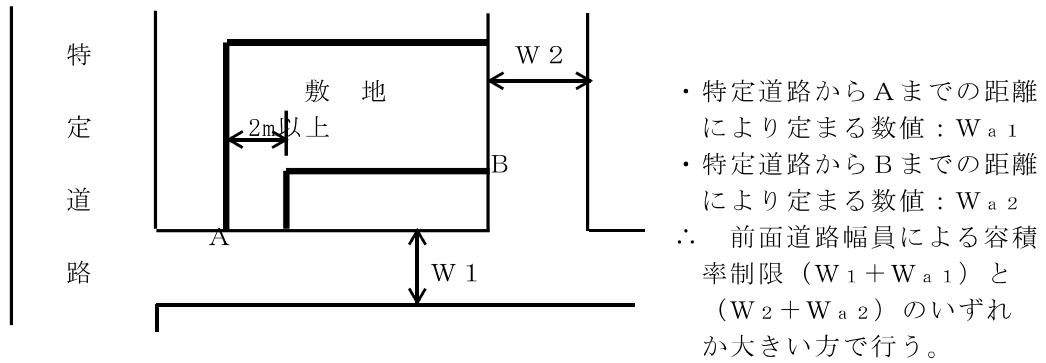 特定道路
敷 地
2m以上
W2
B
A
W1
・特定道路からAまでの距離
により定まる数値：Wa1
・特定道路からBまでの距離
により定まる数値：Wa2
∴ 前面道路幅員による容積
率制限（W1＋Wa1）と
（W2＋Wa2）のいずれ
か大きい方で行う。